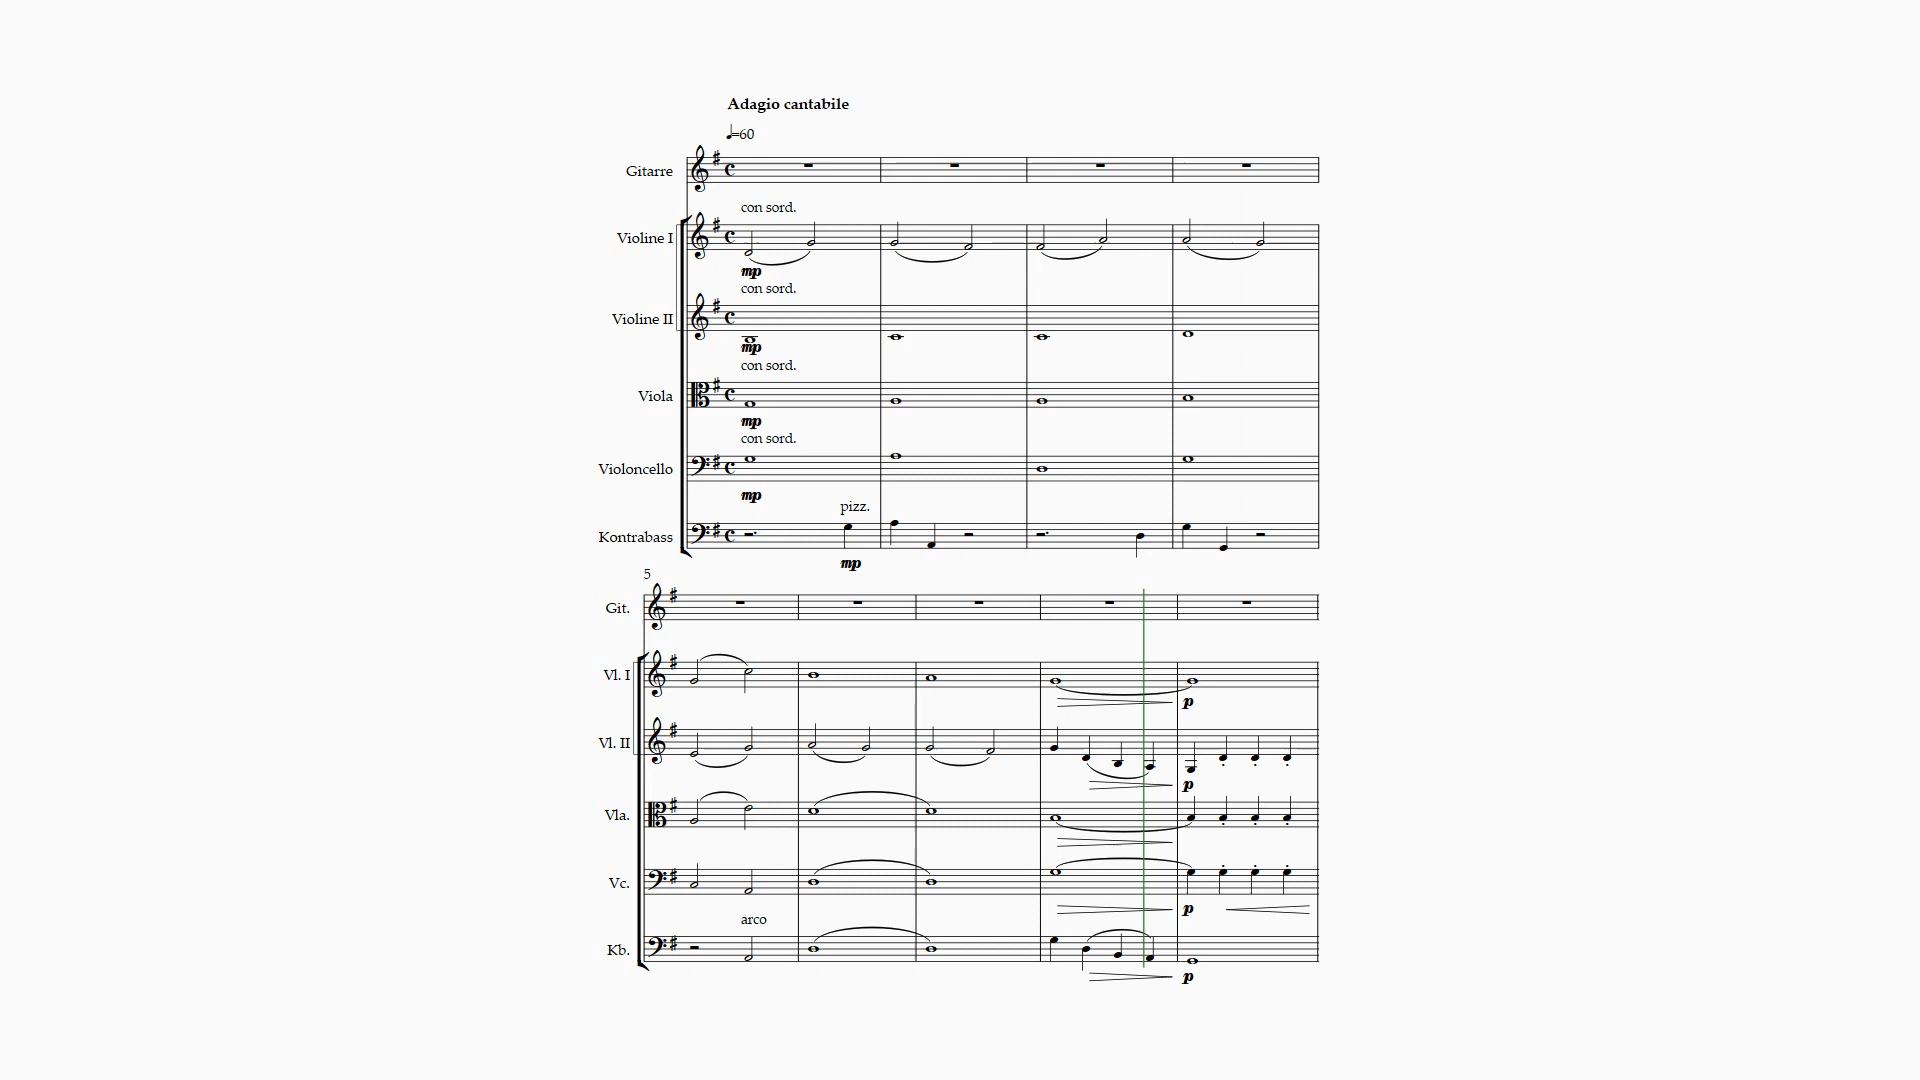 Adagio cantabile
♩=60
Gitarre
con sord.
Violine I
mp
con sord.
Violine II
mp
con sord.
Viola
mp
con sord.
Violoncello
mp
pizz.
Kontrabass
mp
5
Git.
Vl. I
p
Vl. II
p
Vla.
Vc.
p
arco
Kb.
p